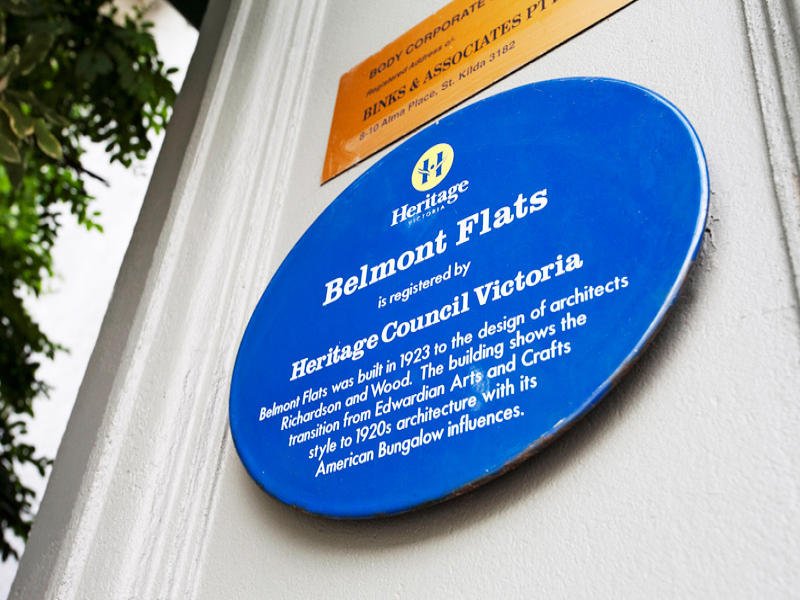 BODY CORPORATE
Registered Address c/-
BINKS & ASSOCIATES PT
8-10 Alma Place, St. Kilda 3182
H
Heritage
VICTORIA
Belmont Flats
is registered by
Heritage Council Victoria
Belmont Flats was built in 1923 to the design of architects
Richardson and Wood. The building shows the
transition from Edwardian Arts and Crafts
style to 1920s architecture with its
American Bungalow influences.